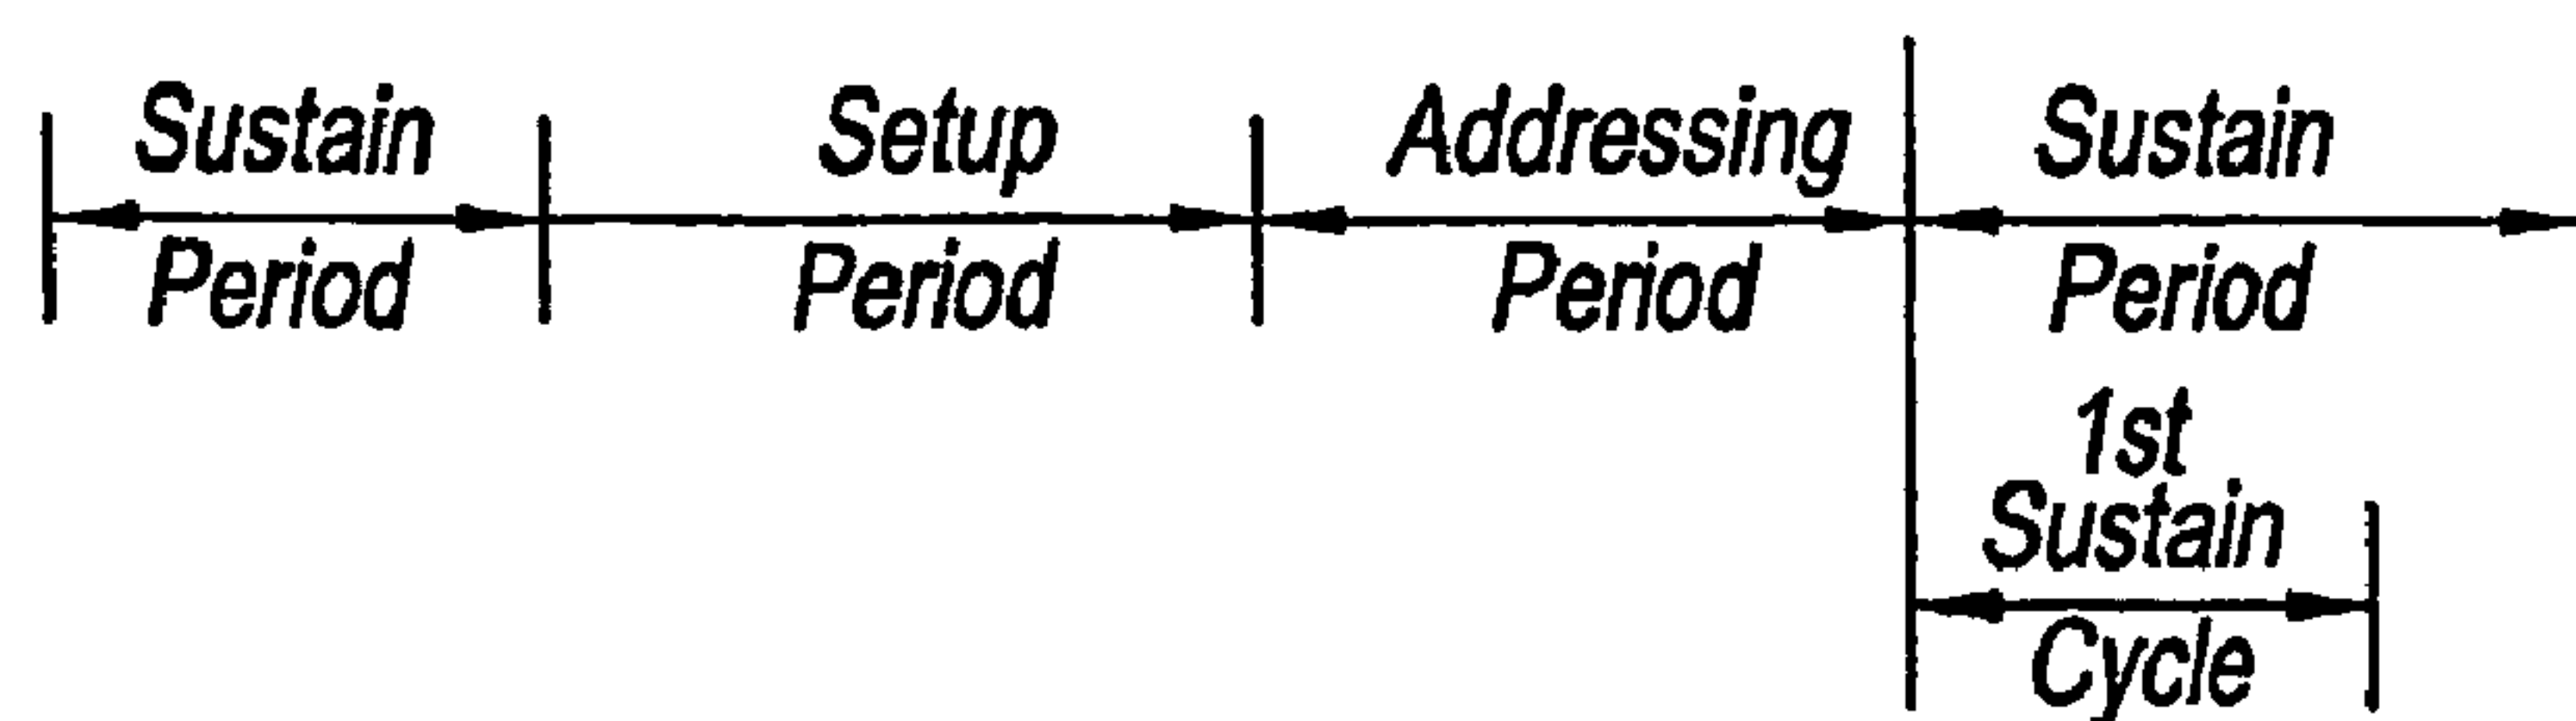 Sustain Setup Addressing Sustain
Period Period Period Period
1st
Sustain
Cycle